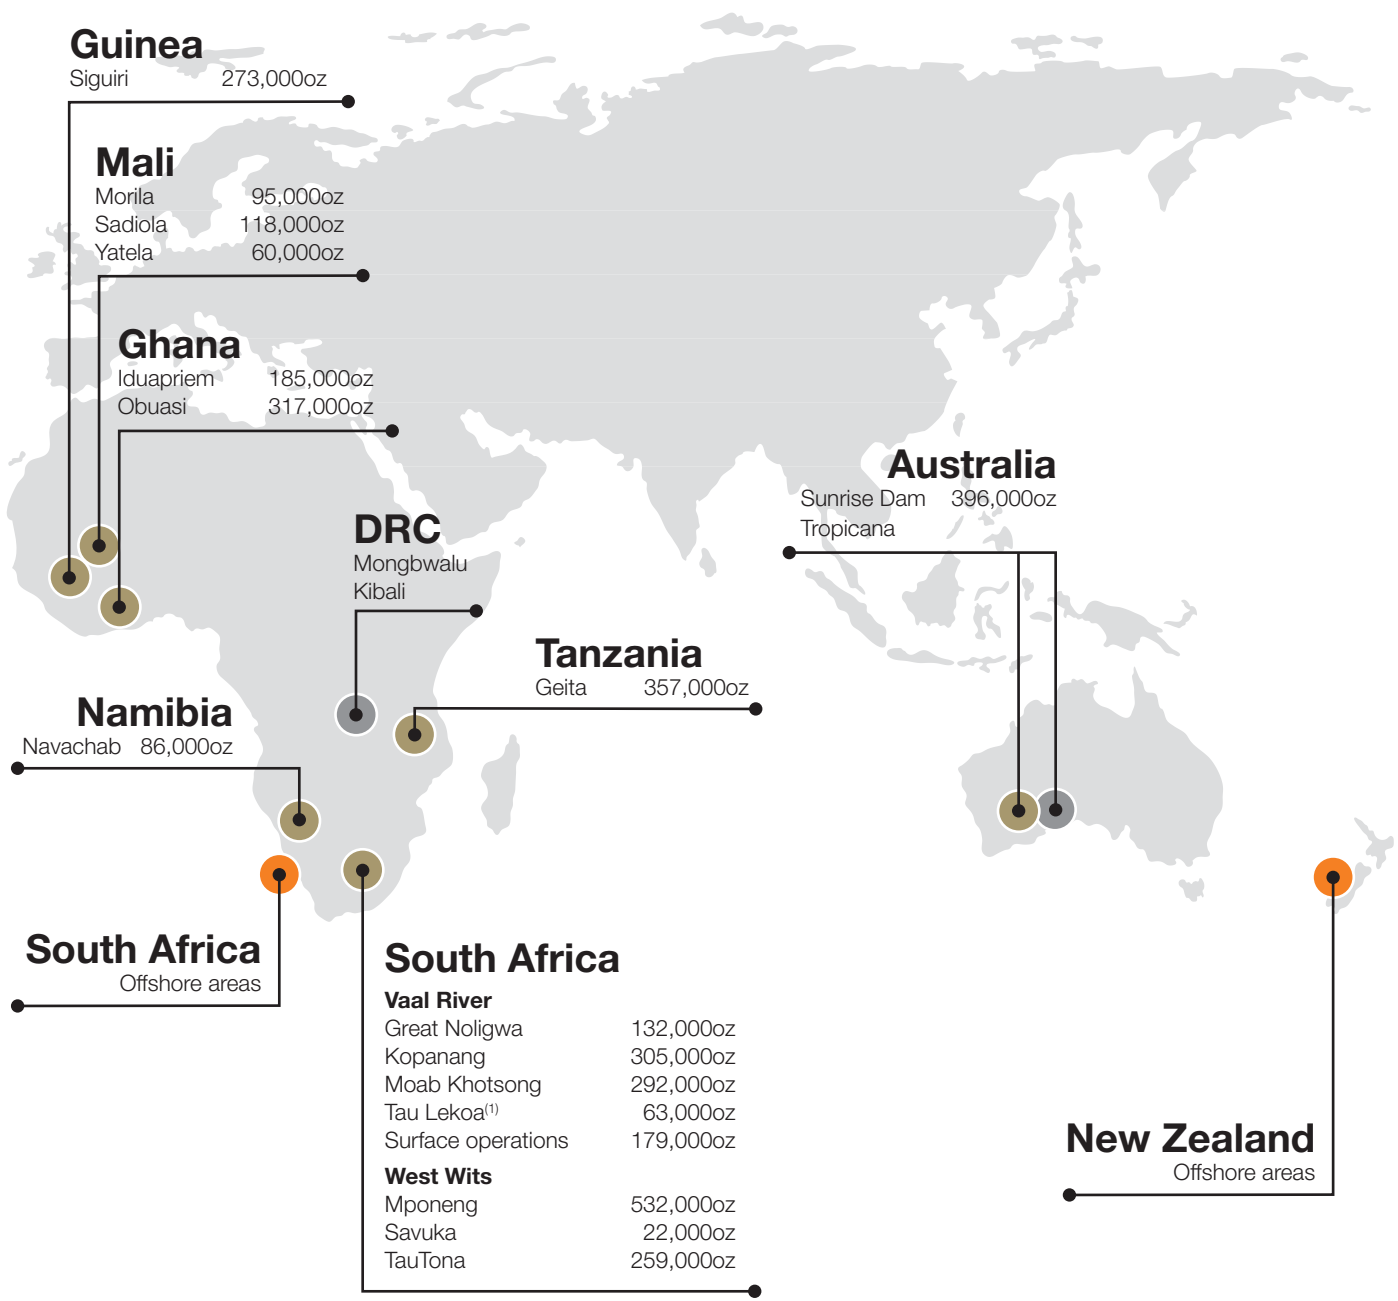 Guinea
Siguiri 273,000oz
Mali
Morila 95,000oz
Sadiola 118,000oz
Yatela 60,000oz
Ghana
Iduapriem 185,000oz
Obuasi 317,000oz
Australia
Sunrise Dam 396,000oz
Tropicana
DRC
Mongbwalu
Kibali
Tanzania
Geita 357,000oz
Namibia
Navachab 86,000oz
South Africa
Offshore areas
South Africa
Vaal River
Great Noligwa 132,000oz
Kopanang 305,000oz
Moab Khotsong 292,000oz
Tau Lekoa(1) 63,000oz
Surface operations 179,000oz
West Wits
Mponeng 532,000oz
Savuka 22,000oz
TauTona 259,000oz
New Zealand
Offshore areas